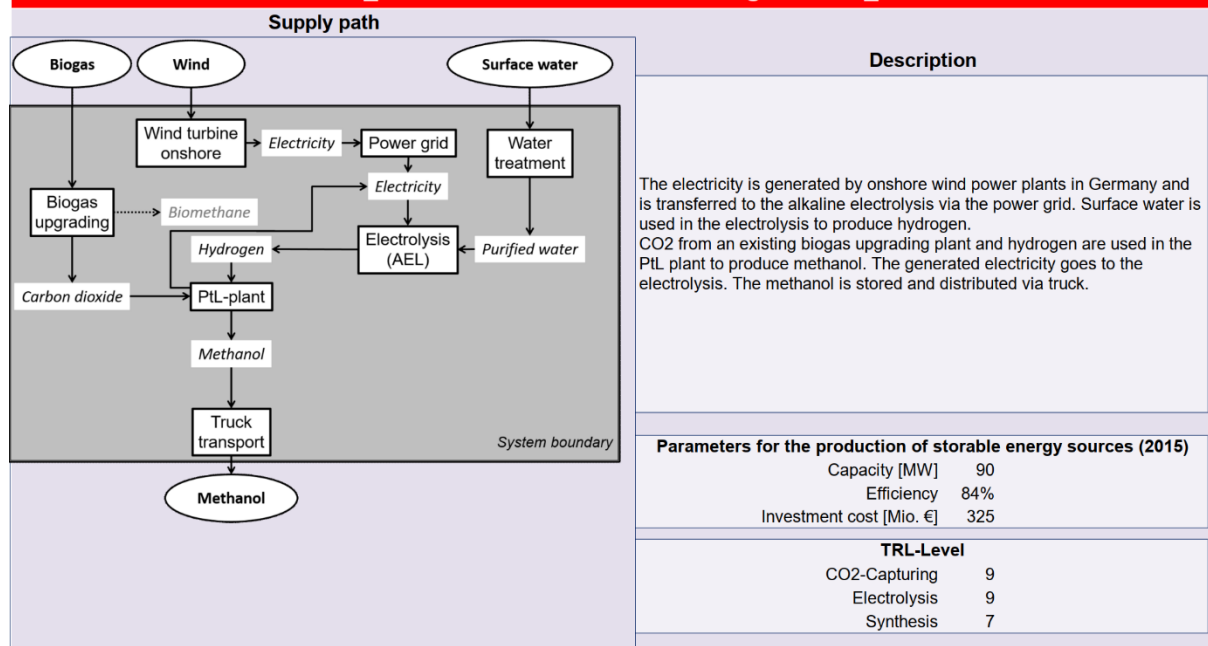 Supply path
Biogas
Wind
Surface water
Wind turbine
onshore
Electricity
Power grid
Water
treatment
Electricity
Biogas
upgrading
Biomethane
Hydrogen
Electrolysis
(AEL)
Purified water
Carbon dioxide
PtL-plant
Methanol
Truck
transport
System boundary
Methanol
Description
The electricity is generated by onshore wind power plants in Germany and
is transferred to the alkaline electrolysis via the power grid. Surface water is
used in the electrolysis to produce hydrogen.
CO2 from an existing biogas upgrading plant and hydrogen are used in the
PtL plant to produce methanol. The generated electricity goes to the
electrolysis. The methanol is stored and distributed via truck.
Parameters for the production of storable energy sources (2015)
Capacity [MW] 90
Efficiency 84%
Investment cost [Mio. €] 325
TRL-Level
CO2-Capturing 9
Electrolysis 9
Synthesis 7